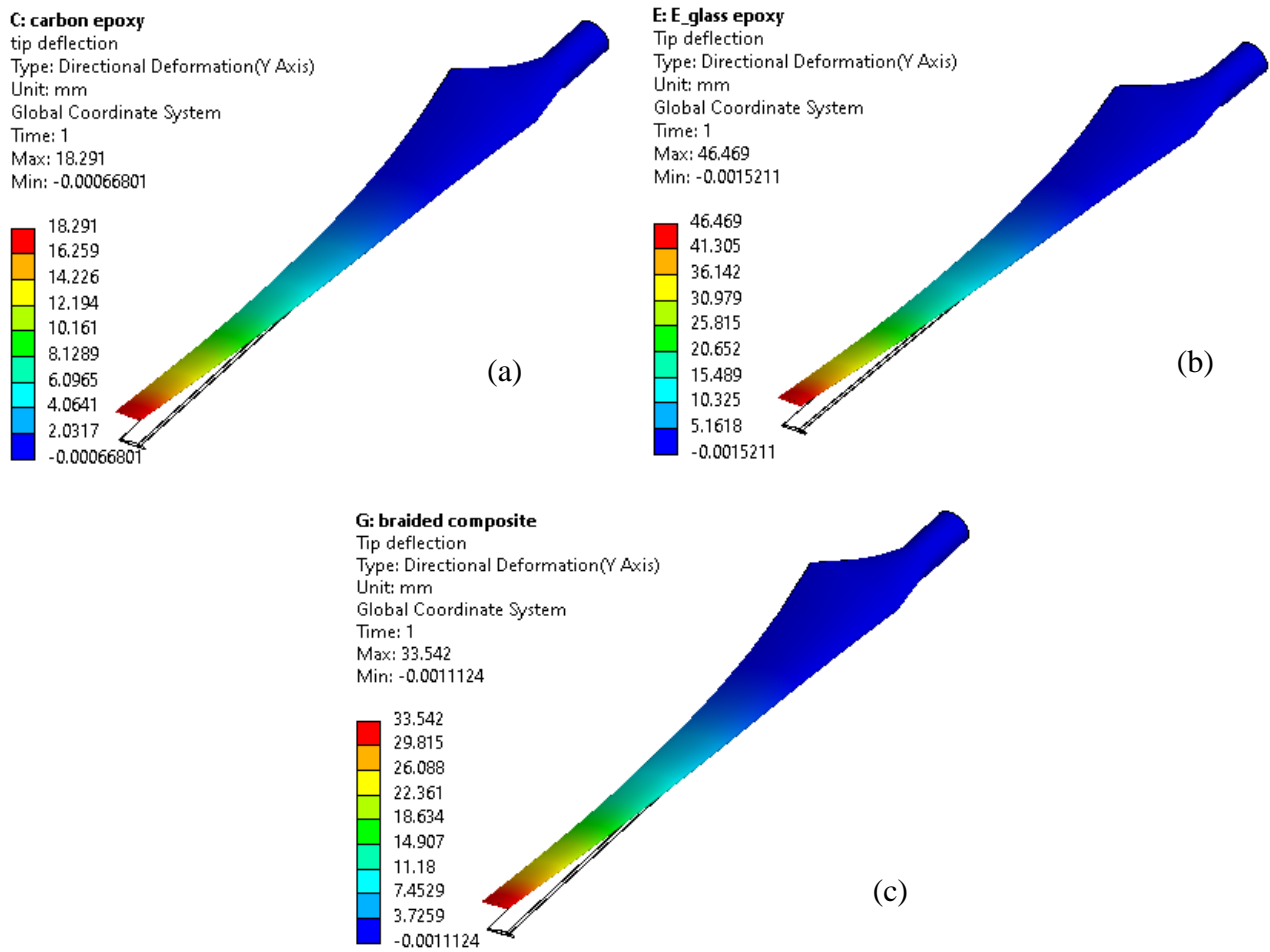 C: carbon epoxy
tip deflection
Type: Directional Deformation(Y Axis)
Unit: mm
Global Coordinate System
Time: 1
Max: 18.291
Min: -0.00066801
18.291
16.259
14.226
12.194
10.161
8.1289
6.0965
4.0641
2.0317
-0.00066801
(a)
E: E_glass epoxy
Tip deflection
Type: Directional Deformation(Y Axis)
Unit: mm
Global Coordinate System
Time: 1
Max: 46.469
Min: -0.0015211
46.469
41.305
36.142
30.979
25.815
20.652
15.489
10.325
5.1618
-0.0015211
(b)
G: braided composite
Tip deflection
Type: Directional Deformation(Y Axis)
Unit: mm
Global Coordinate System
Time: 1
Max: 33.542
Min: -0.0011124
33.542
29.815
26.088
22.361
18.634
14.907
11.18
7.4529
3.7259
-0.0011124
(c)